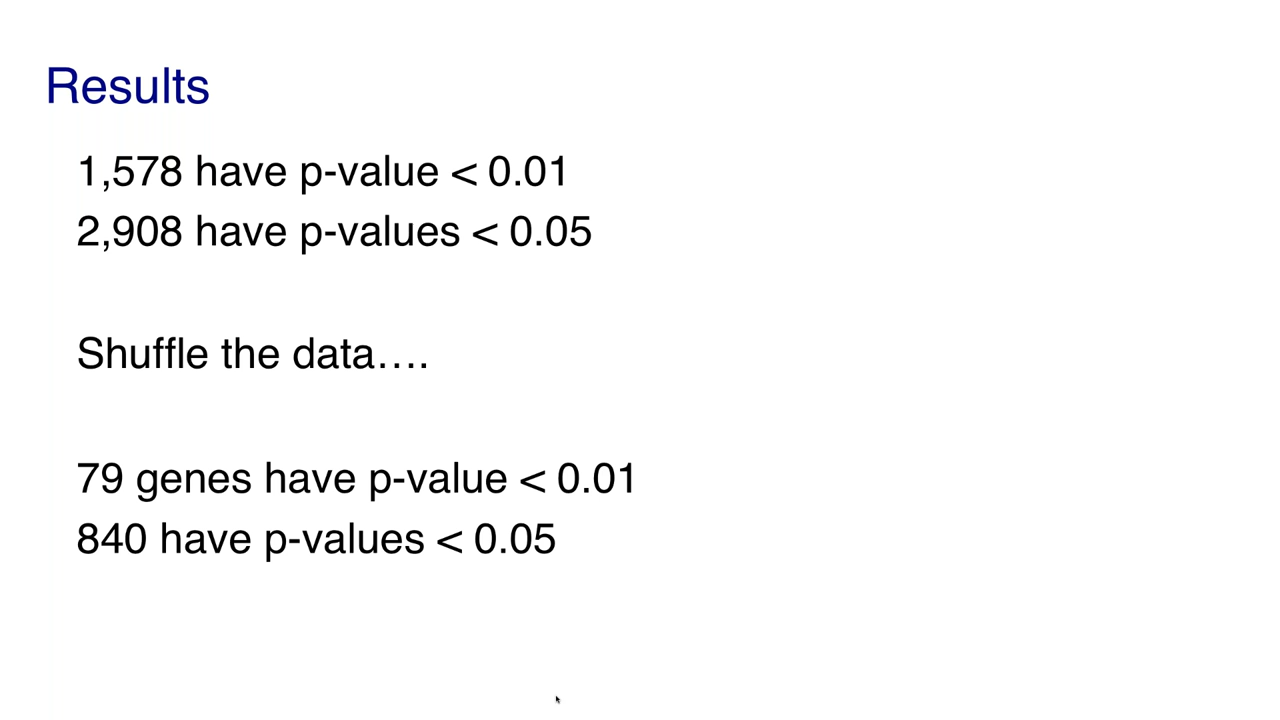 Results
1,578 have p-value < 0.01
2,908 have p-values < 0.05
Shuffle the data….
79 genes have p-value < 0.01
840 have p-values < 0.05